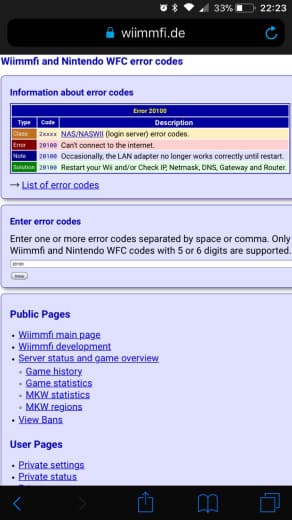 33% 22:23
wiimmfi.de
Wiimmfi and Nintendo WFC error codes
Information about error codes
Error 20100
Type Code Description
Class 2xxxx NAS/NASWII (login server) error codes.
Error 20100 Can't connect to the internet.
Note 20100 Occasionally, the LAN adapter no longer works correctly until restart.
Solution 20100 Restart your Wii and/or Check IP, Netmask, DNS, Gateway and Router.
→ List of error codes
Enter error codes
Enter one or more error codes separated by space or comma. Only
Wiimmfi and Nintendo WFC codes with 5 or 6 digits are supported.
20100
Public Pages
• Wiimmfi main page
• Wiimmfi development
• Server status and game overview
◦ Game history
◦ Game statistics
◦ MKW statistics
◦ MKW regions
• View Bans
User Pages
• Private settings
• Private status